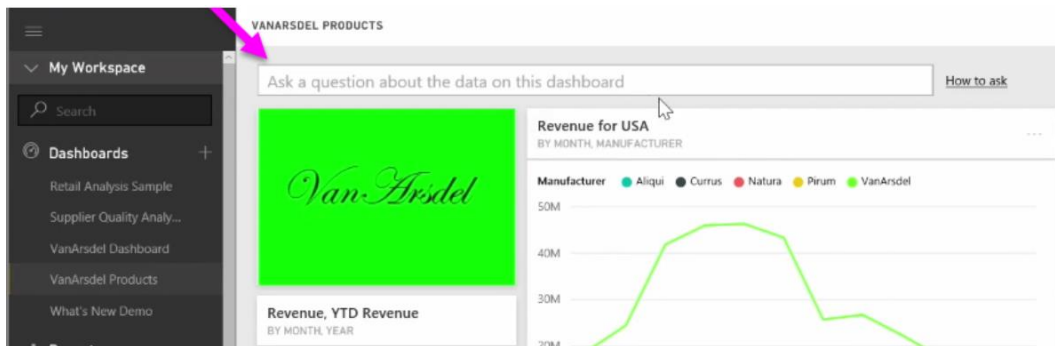 My Workspace
Search
Dashboards
Retail Analysis Sample
Supplier Quality Analy...
VanArsdel Dashboard
VanArsdel Products
What's New Demo
VANARSDEL PRODUCTS
Ask a question about the data on this dashboard
How to ask
VanArsdel
Revenue, YTD Revenue
BY MONTH, YEAR
Revenue for USA
BY MONTH, MANUFACTURER
Manufacturer Aliqui Currus Natura Pirum VanArsdel
50M
40M
30M
20M